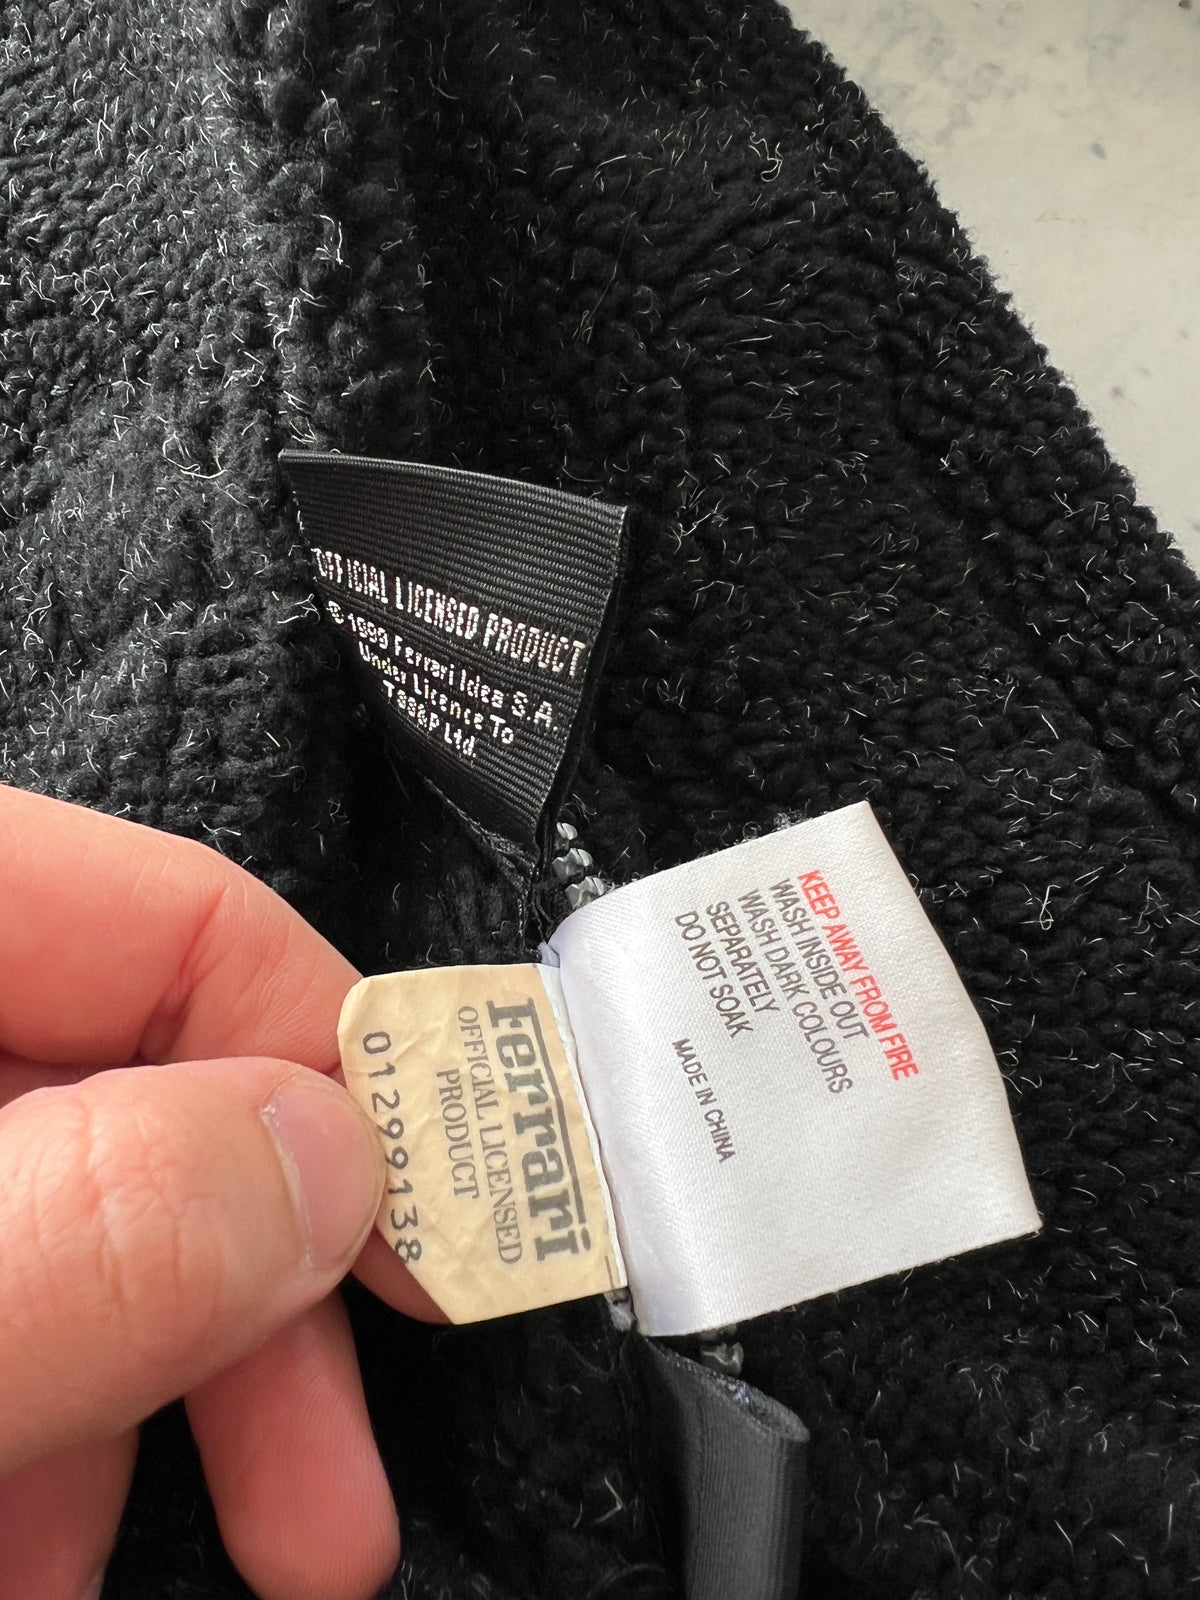 OFFICIAL LICENSED PRODUCT
© 1999 Ferrari Idea S.A.
Under Licence To
TSS&P Ltd.
KEEP AWAY FROM FIRE
WASH INSIDE OUT
WASH DARK COLOURS
SEPARATELY
DO NOT SOAK
MADE IN CHINA
Ferrari
OFFICIAL LICENSED
PRODUCT
01299138